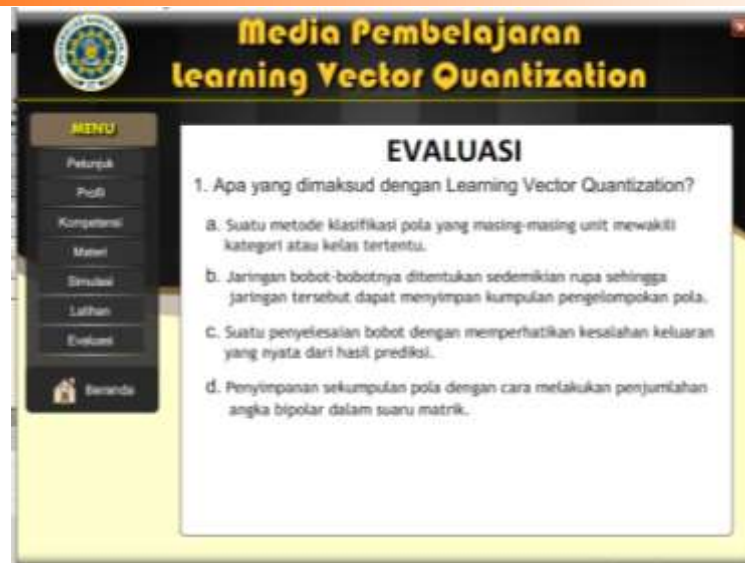 Media Pembelajaran
Learning Vector Quantization
MENU
Petunjuk
Profil
Kompetensi
Materi
Simulasi
Latihan
Evaluasi
Beranda
EVALUASI
1. Apa yang dimaksud dengan Learning Vector Quantization?
a. Suatu metode klasifikasi pola yang masing-masing unit mewakili
kategori atau kelas tertentu.
b. Jaringan bobot-bobotnya ditentukan sedemikian rupa sehingga
jaringan tersebut dapat menyimpan kumpulan pengelompokan pola.
c. Suatu penyelesaian bobot dengan memperhatikan kesalahan keluaran
yang nyata dari hasil prediksi.
d. Penyimpanan sekumpulan pola dengan cara melakukan penjumlahan
angka bipolar dalam suaru matrik.